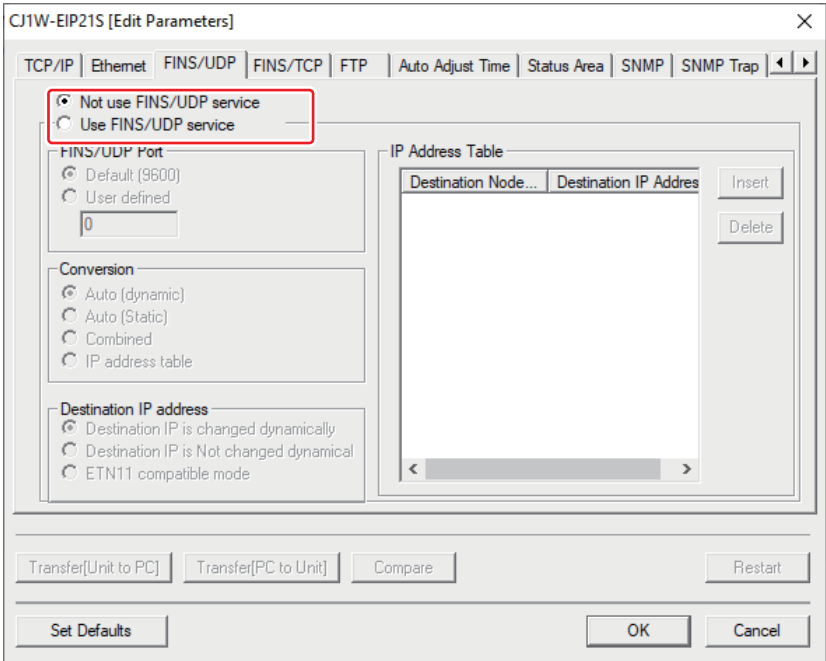 CJ1W-EIP21S [Edit Parameters]
TCP/IP Ethernet FINS/UDP FINS/TCP FTP Auto Adjust Time Status Area SNMP SNMP Trap
Not use FINS/UDP service
Use FINS/UDP service
FINS/UDP Port
Default (9600)
User defined
0
Conversion
Auto (dynamic)
Auto (Static)
Combined
IP address table
Destination IP address
Destination IP is changed dynamically
Destination IP is Not changed dynamical
ETN11 compatible mode
IP Address Table
Destination Node... Destination IP Addres
Insert
Delete
Transfer[Unit to PC] Transfer[PC to Unit] Compare Restart
Set Defaults OK Cancel